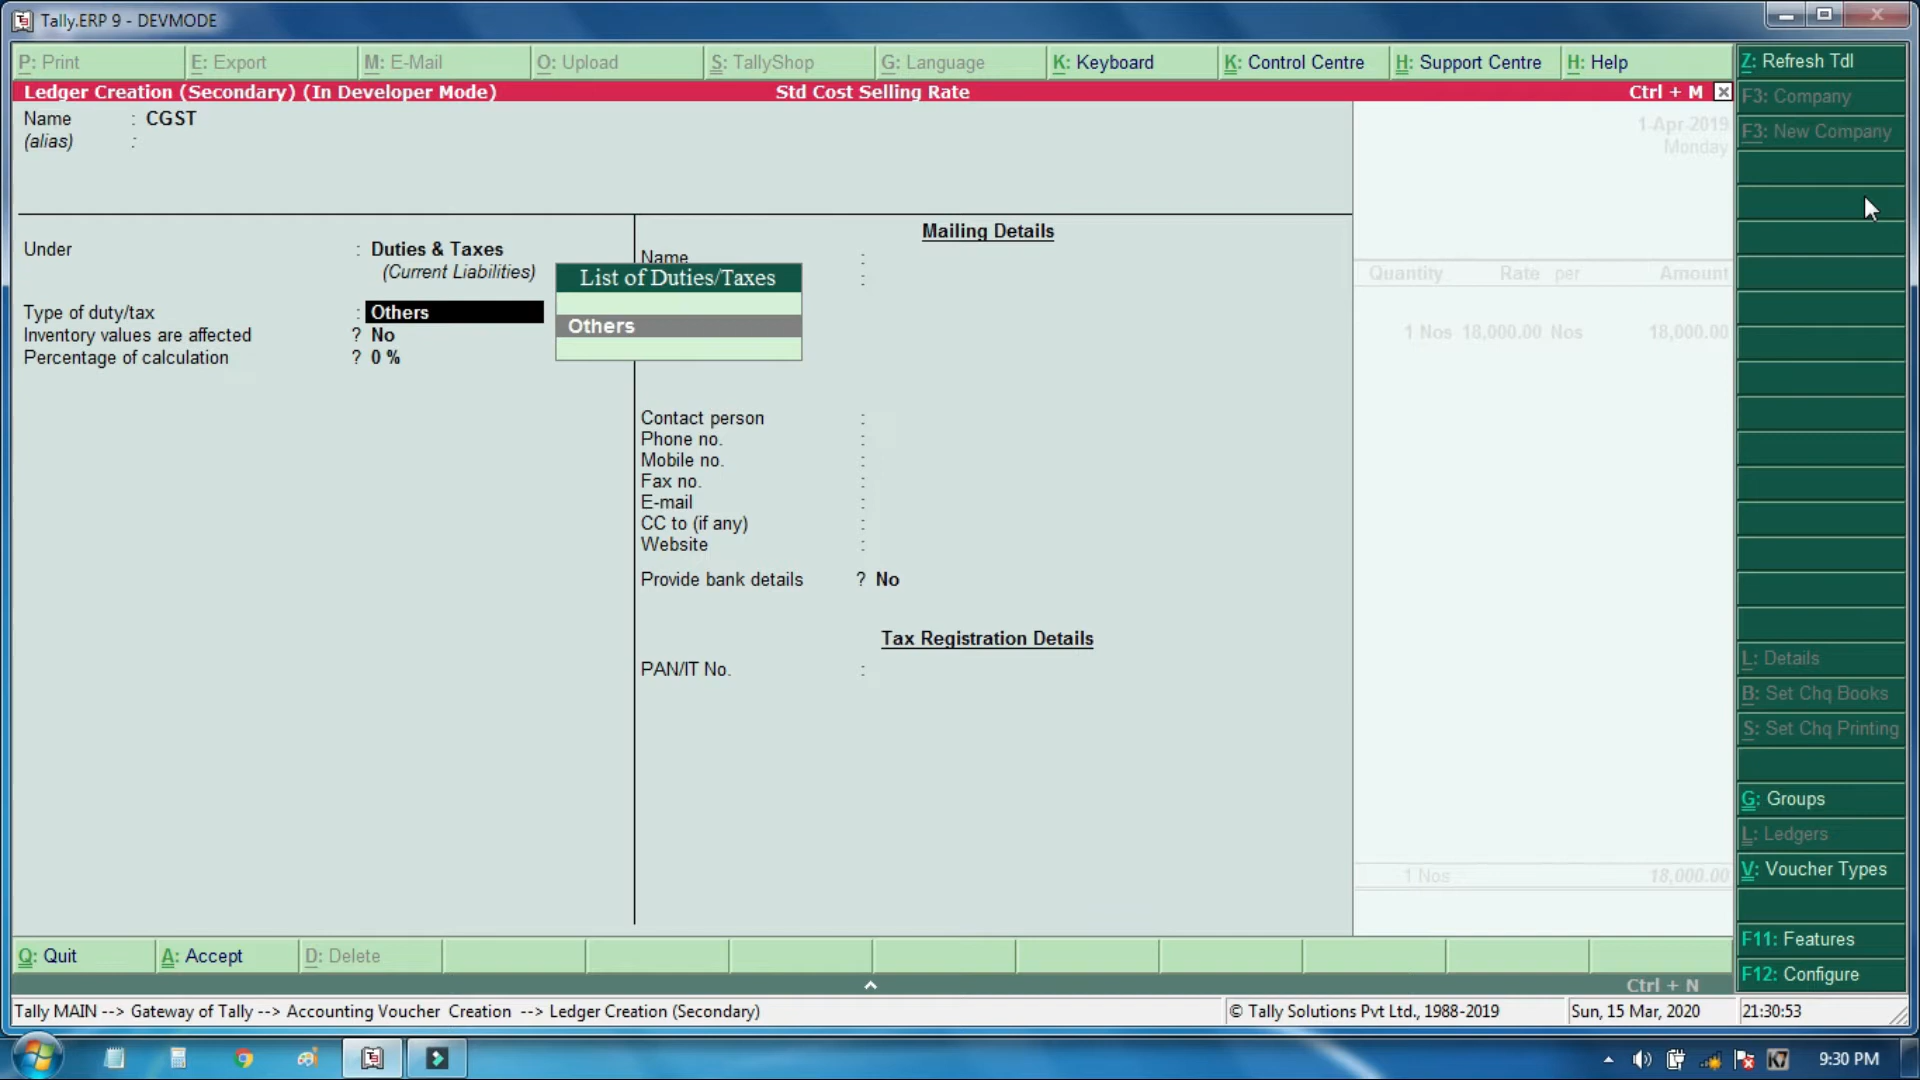 Tally.ERP 9 - DEVMODE
P: Print E: Export M: E-Mail O: Upload S: TallyShop G: Language K: Keyboard K: Control Centre H: Support Centre H: Help
Z: Refresh Tdl
Ledger Creation (Secondary) (In Developer Mode) Std Cost Selling Rate Ctrl + M
F3: Company
Name : CGST
1-Apr-2019
F3: New Company
(alias) :
Monday
Mailing Details
Under : Duties & Taxes
Name :
(Current Liabilities)
List of Duties/Taxes :
Quantity Rate per Amount
Type of duty/tax : Others
Others
Inventory values are affected ? No
1 Nos 18,000.00 Nos 18,000.00
Percentage of calculation ? 0 %
Contact person :
Phone no. :
Mobile no. :
Fax no. :
E-mail :
CC to (if any) :
Website :
Provide bank details ? No
Tax Registration Details
L: Details
PAN/IT No. :
B: Set Chq Books
S: Set Chq Printing
G: Groups
L: Ledgers
1 Nos 18,000.00
V: Voucher Types
F11: Features
Q: Quit A: Accept D: Delete
F12: Configure
Ctrl + N
Tally MAIN --> Gateway of Tally --> Accounting Voucher Creation --> Ledger Creation (Secondary) © Tally Solutions Pvt Ltd., 1988-2019 Sun, 15 Mar, 2020 21:30:53
K7 9:30 PM